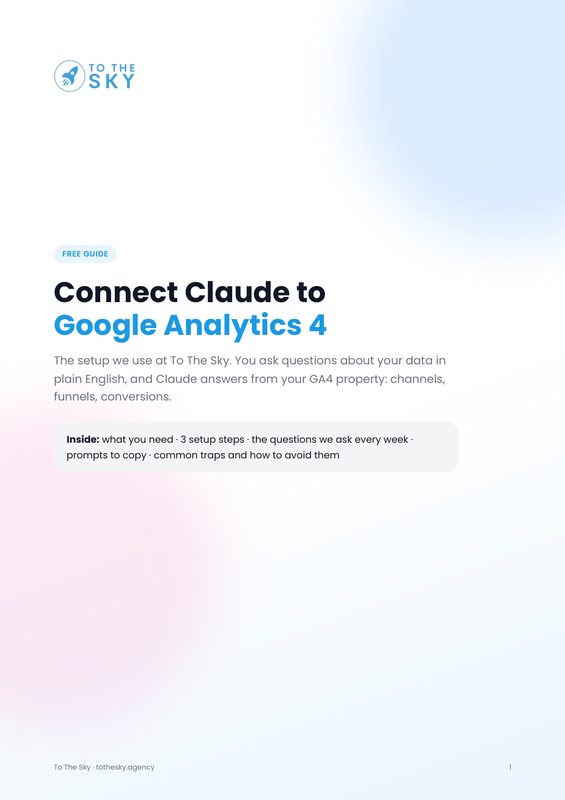 TO THE
SKY
FREE GUIDE
Connect Claude to
Google Analytics 4
The setup we use at To The Sky. You ask questions about your data in
plain English, and Claude answers from your GA4 property: channels,
funnels, conversions.
Inside: what you need · 3 setup steps · the questions we ask every week ·
prompts to copy · common traps and how to avoid them
To The Sky · tothesky.agency
1